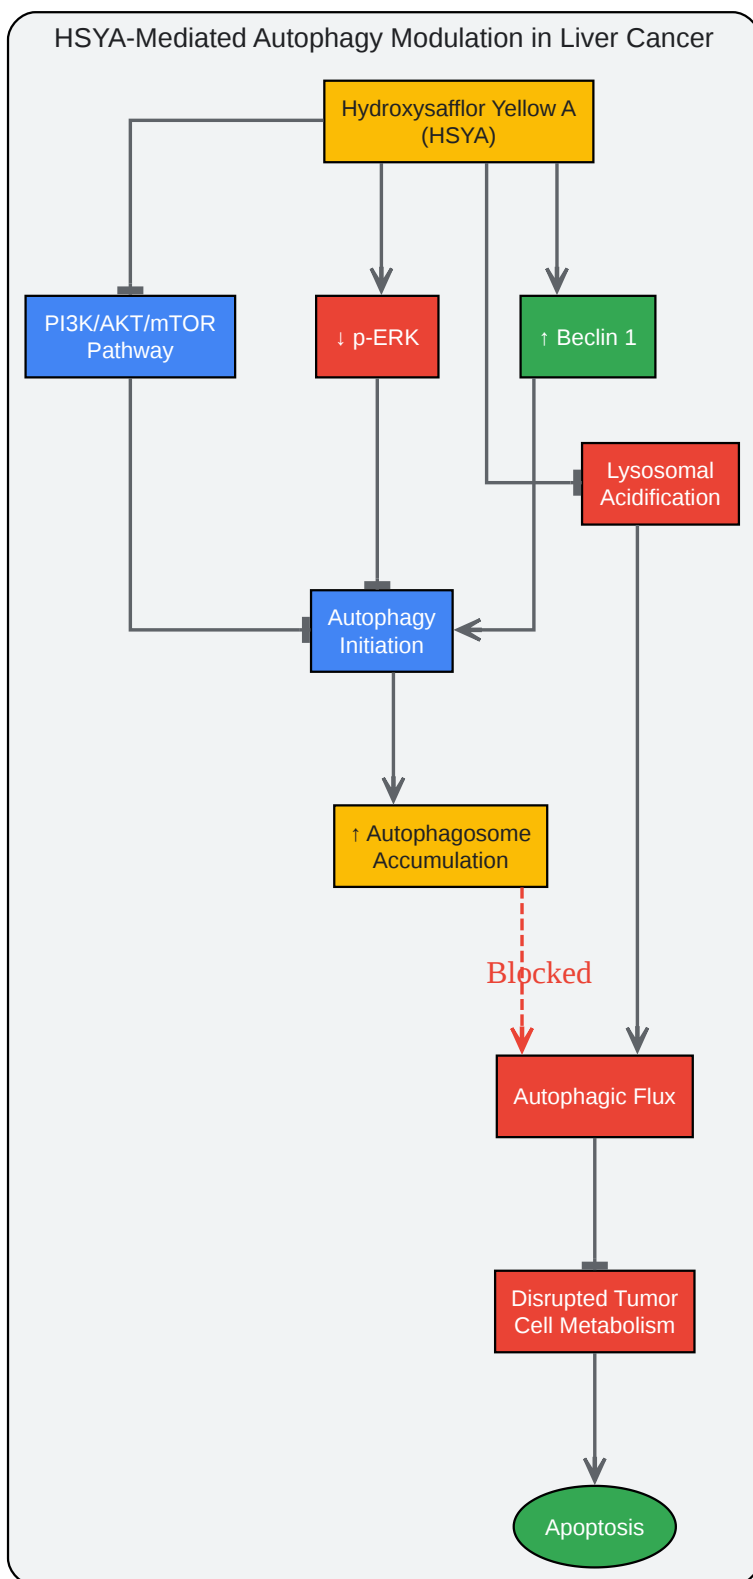 HSYA-Mediated Autophagy Modulation in Liver Cancer
Hydroxysafflor Yellow A
(HSYA)
PI3K/AKT/mTOR
Pathway
↓ p-ERK
↑ Beclin 1
Lysosomal
Acidification
Autophagy
Initiation
↑ Autophagosome
Accumulation
Blocked
Autophagic Flux
Disrupted Tumor
Cell Metabolism
Apoptosis